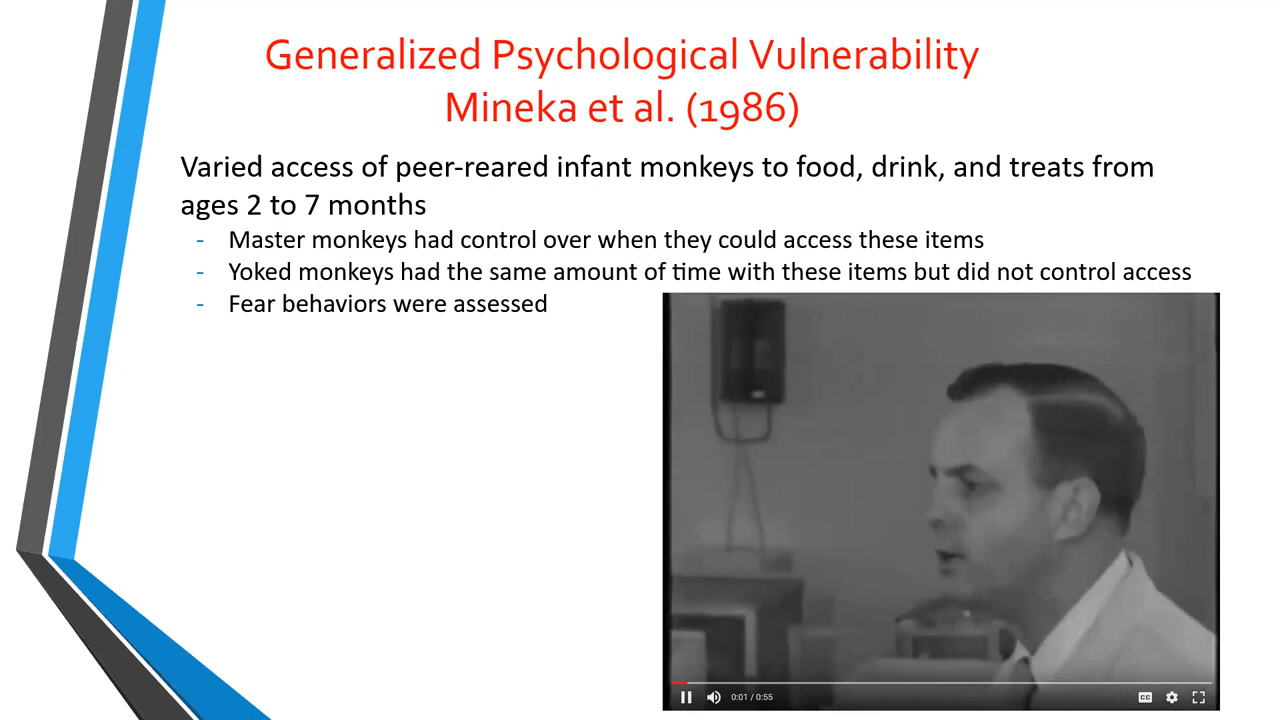 Generalized Psychological Vulnerability
Mineka et al. (1986)
Varied access of peer-reared infant monkeys to food, drink, and treats from
ages 2 to 7 months
- Master monkeys had control over when they could access these items
- Yoked monkeys had the same amount of time with these items but did not control access
- Fear behaviors were assessed
0:01 / 0:55
CC